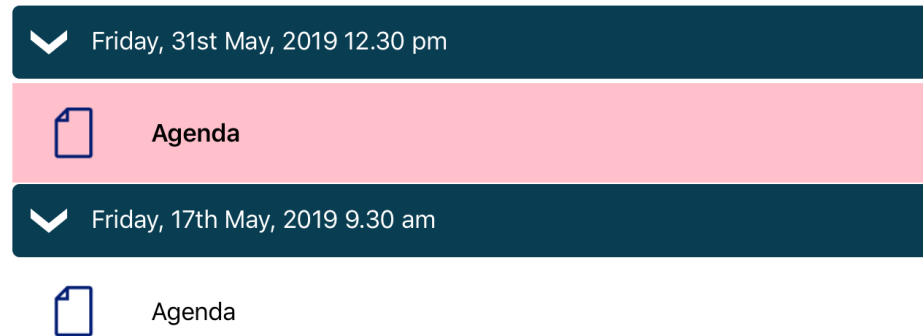 Friday, 31st May, 2019 12.30 pm
Agenda
Friday, 17th May, 2019 9.30 am
Agenda